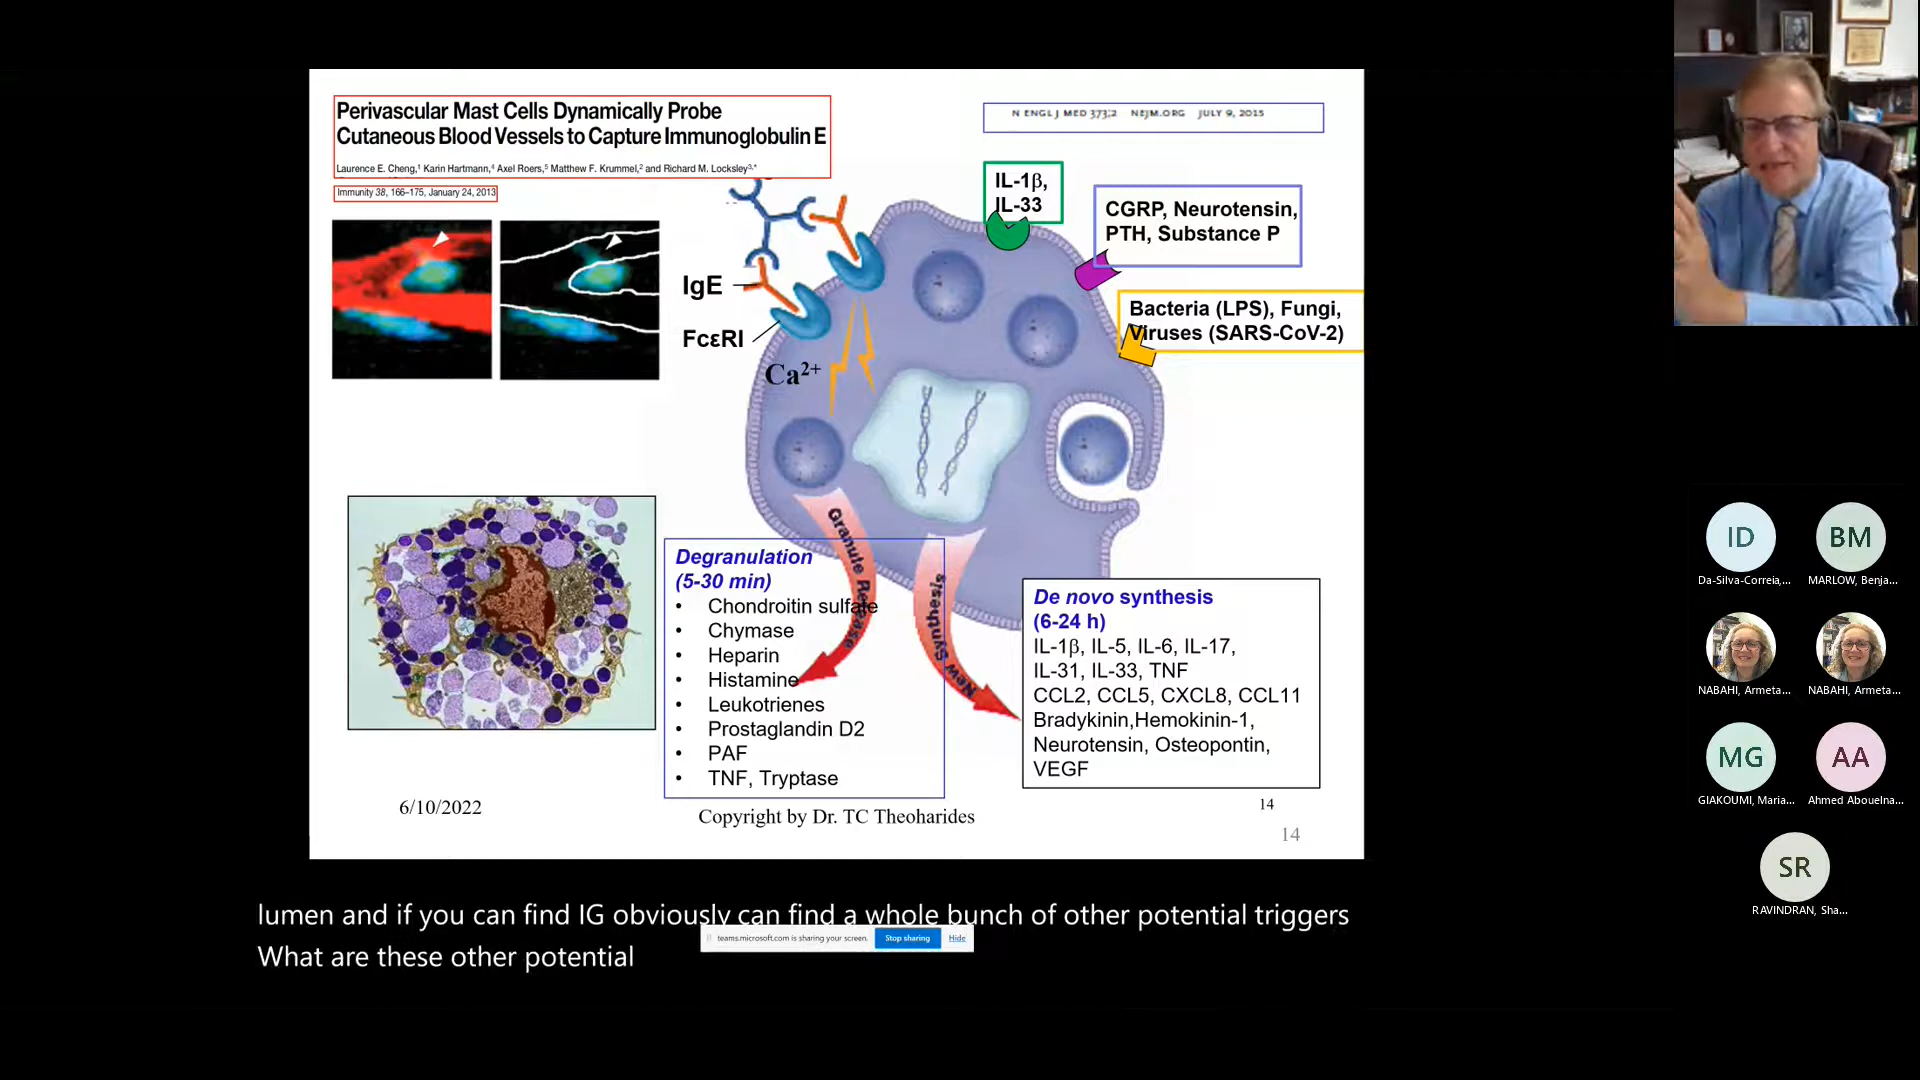 Perivascular Mast Cells Dynamically Probe
Cutaneous Blood Vessels to Capture Immunoglobulin E
Laurence E. Cheng,¹ Karin Hartmann,⁴ Axel Roers,⁵ Matthew F. Krummel,² and Richard M. Locksley³,*
Immunity 38, 166–175, January 24, 2013
N ENGL J MED 373;2 NEJM.ORG JULY 9, 2015
IL-1β,
IL-33
CGRP, Neurotensin,
PTH, Substance P
Bacteria (LPS), Fungi,
Viruses (SARS-CoV-2)
IgE
FcεRI
Ca²⁺
Granule Release
New Synthesis
Degranulation
(5-30 min)
• Chondroitin sulfate
• Chymase
• Heparin
• Histamine
• Leukotrienes
• Prostaglandin D2
• PAF
• TNF, Tryptase
De novo synthesis
(6-24 h)
IL-1β, IL-5, IL-6, IL-17,
IL-31, IL-33, TNF
CCL2, CCL5, CXCL8, CCL11
Bradykinin,Hemokinin-1,
Neurotensin, Osteopontin,
VEGF
6/10/2022
Copyright by Dr. TC Theoharides
14
14
lumen and if you can find IG obviously can find a whole bunch of other potential triggers
What are these other potential
teams.microsoft.com is sharing your screen.
Stop sharing
Hide
ID
Da-Silva-Correia,...
BM
MARLOW, Benja...
NABAHI, Armeta...
NABAHI, Armeta...
MG
GIAKOUMI, Maria...
AA
Ahmed Abouelna...
SR
RAVINDRAN, Sha...